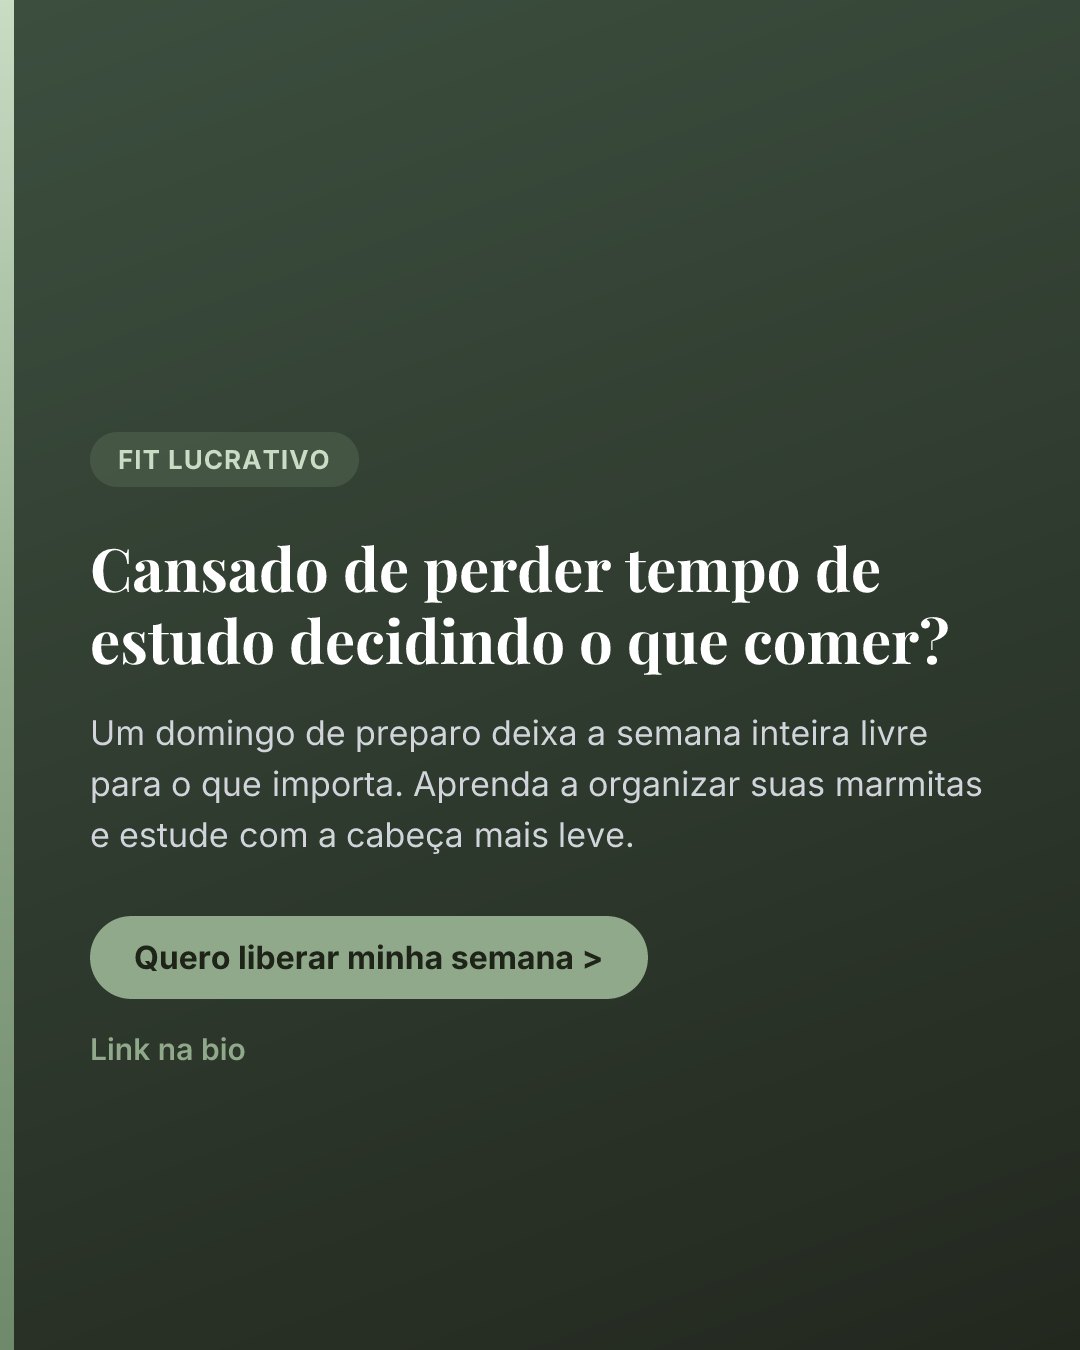 FIT LUCRATIVO
Cansado de perder tempo de
estudo decidindo o que comer?
Um domingo de preparo deixa a semana inteira livre
para o que importa. Aprenda a organizar suas marmitas
e estude com a cabeça mais leve.
Quero liberar minha semana >
Link na bio